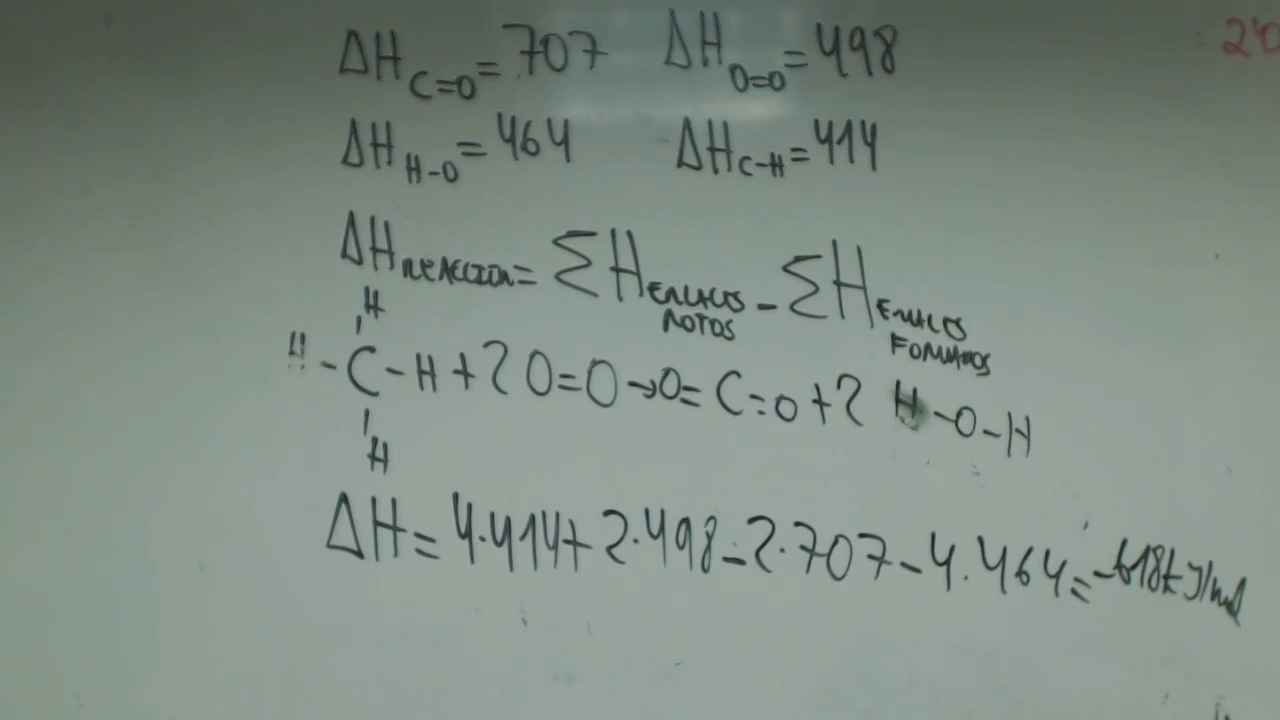 ΔH C=O = 707 ΔH O=O = 498
: 240
ΔH H-O = 464 ΔH C-H = 414
ΔH REACCION = ΣH ENLACES ROTOS - ΣH ENLACES FORMADOS
H
H - C - H + 2 O=O → O=C=O + 2 H-O-H
H
ΔH = 4·414 + 2·498 - 2·707 - 4·464 = -618 kJ/mol